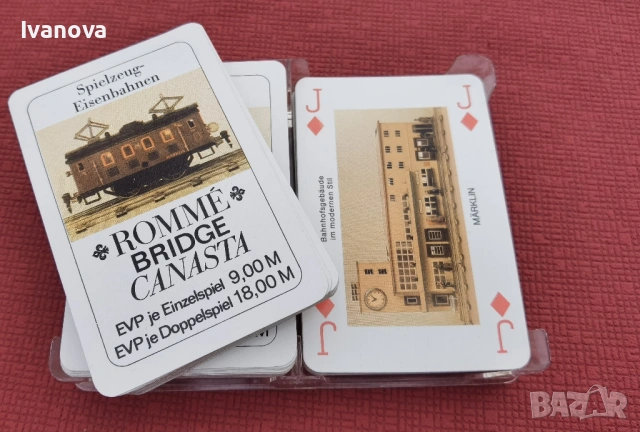 Ivanova
Spielzeug-
Eisenbahnen
ROMMÉ
BRIDGE
CANASTA
EVP je Einzelspiel 9,00 M
EVP je Doppelspiel 18,00 M
M
J
J
Bahnhofsgebäude
im modernen Stil
MÄRKLIN
J
J
BAZAR